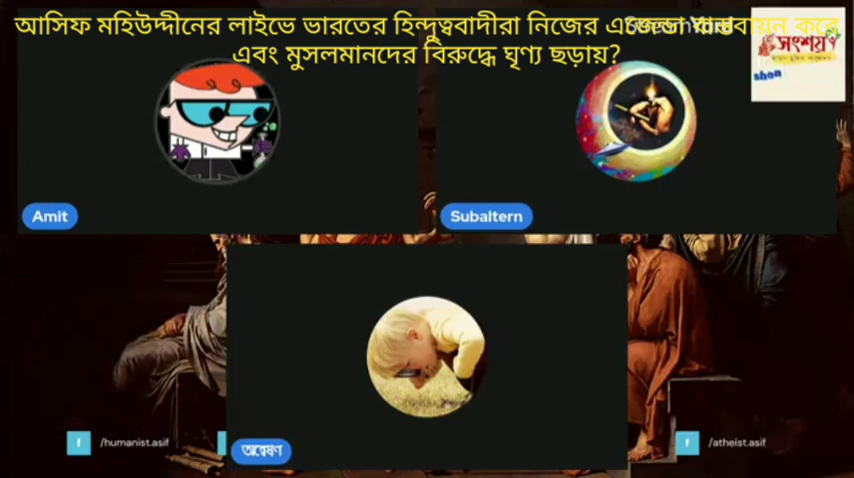 আসিফ মহিউদ্দীনের লাইভে ভারতের হিন্দুত্ববাদীরা নিজের এজেন্ডা বাস্তবায়ন করে
এবং মুসলমানদের বিরুদ্ধে ঘৃণ্য ছড়ায়?
সংশয়
shon
Amit
Subaltern
অন্বেষণ
f /humanist.asif
f
f /atheist.asif